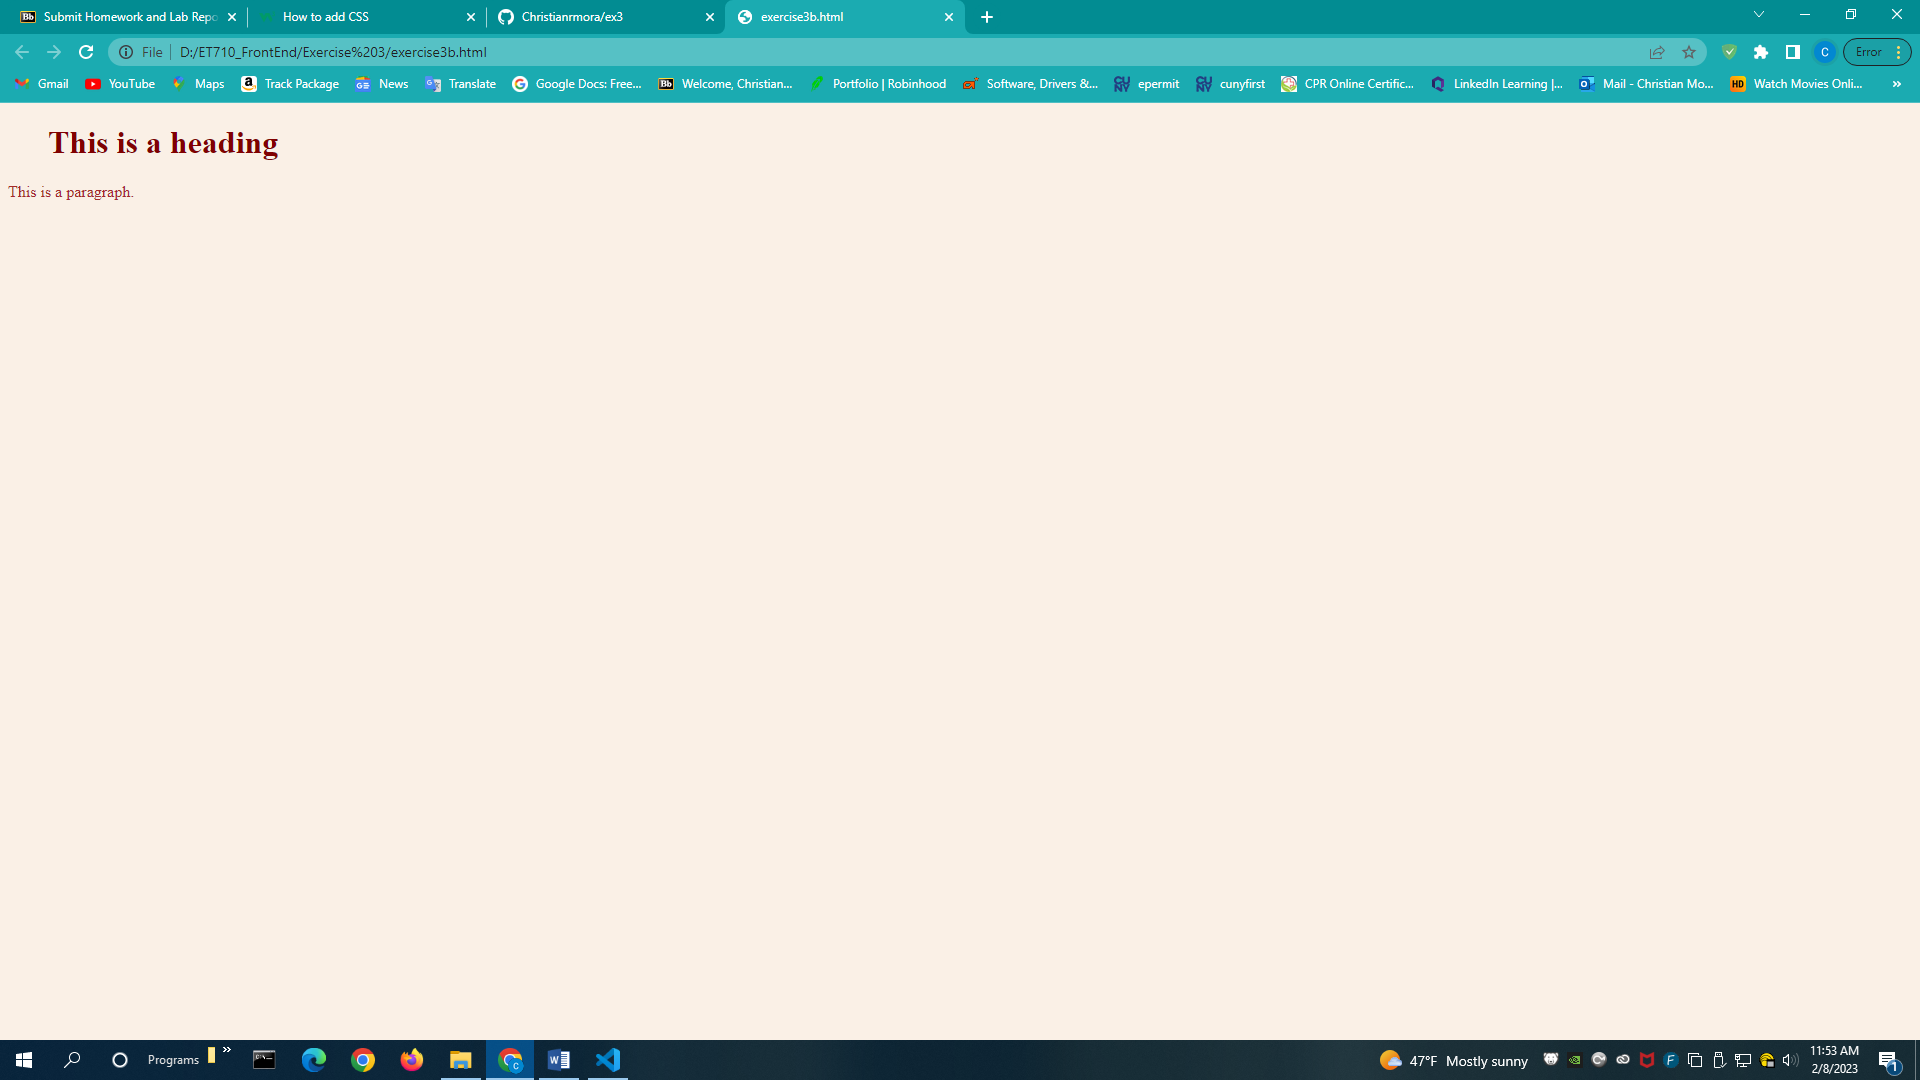 Submit Homework and Lab Repo
How to add CSS
Christianrmora/ex3
exercise3b.html
File
D:/ET710_FrontEnd/Exercise%203/exercise3b.html
C
Error
Gmail
YouTube
Maps
Track Package
News
Translate
Google Docs: Free...
Welcome, Christian...
Portfolio | Robinhood
Software, Drivers &...
epermit
cunyfirst
CPR Online Certific...
LinkedIn Learning |...
Mail - Christian Mo...
Watch Movies Onli...
This is a heading
This is a paragraph.
Programs
47°F Mostly sunny
11:53 AM
2/8/2023
1